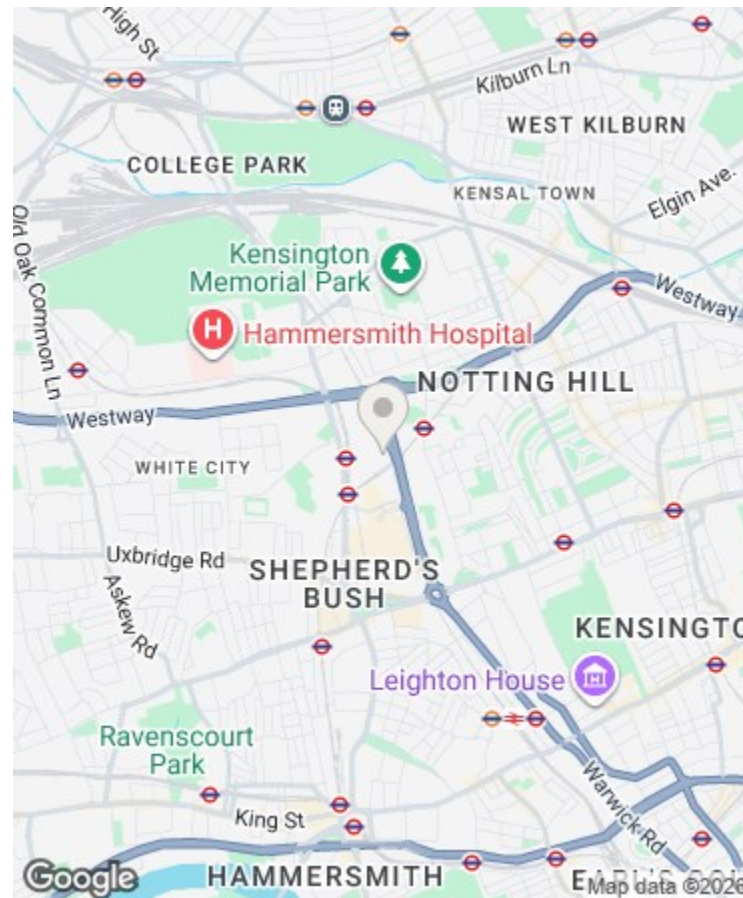 High St
Kilburn Ln
WEST KILBURN
COLLEGE PARK
KENSAL TOWN
Elgin Ave.
Old Oak Common Ln
Kensington
Memorial Park
Westway
H
Hammersmith Hospital
NOTTING HILL
Westway
WHITE CITY
Uxbridge Rd
SHEPHERD'S
BUSH
Askew Rd
KENSINGTO
Leighton House
Ravenscourt
Park
Warwick Rd
King St
Google
HAMMERSMITH
Map data ©2026